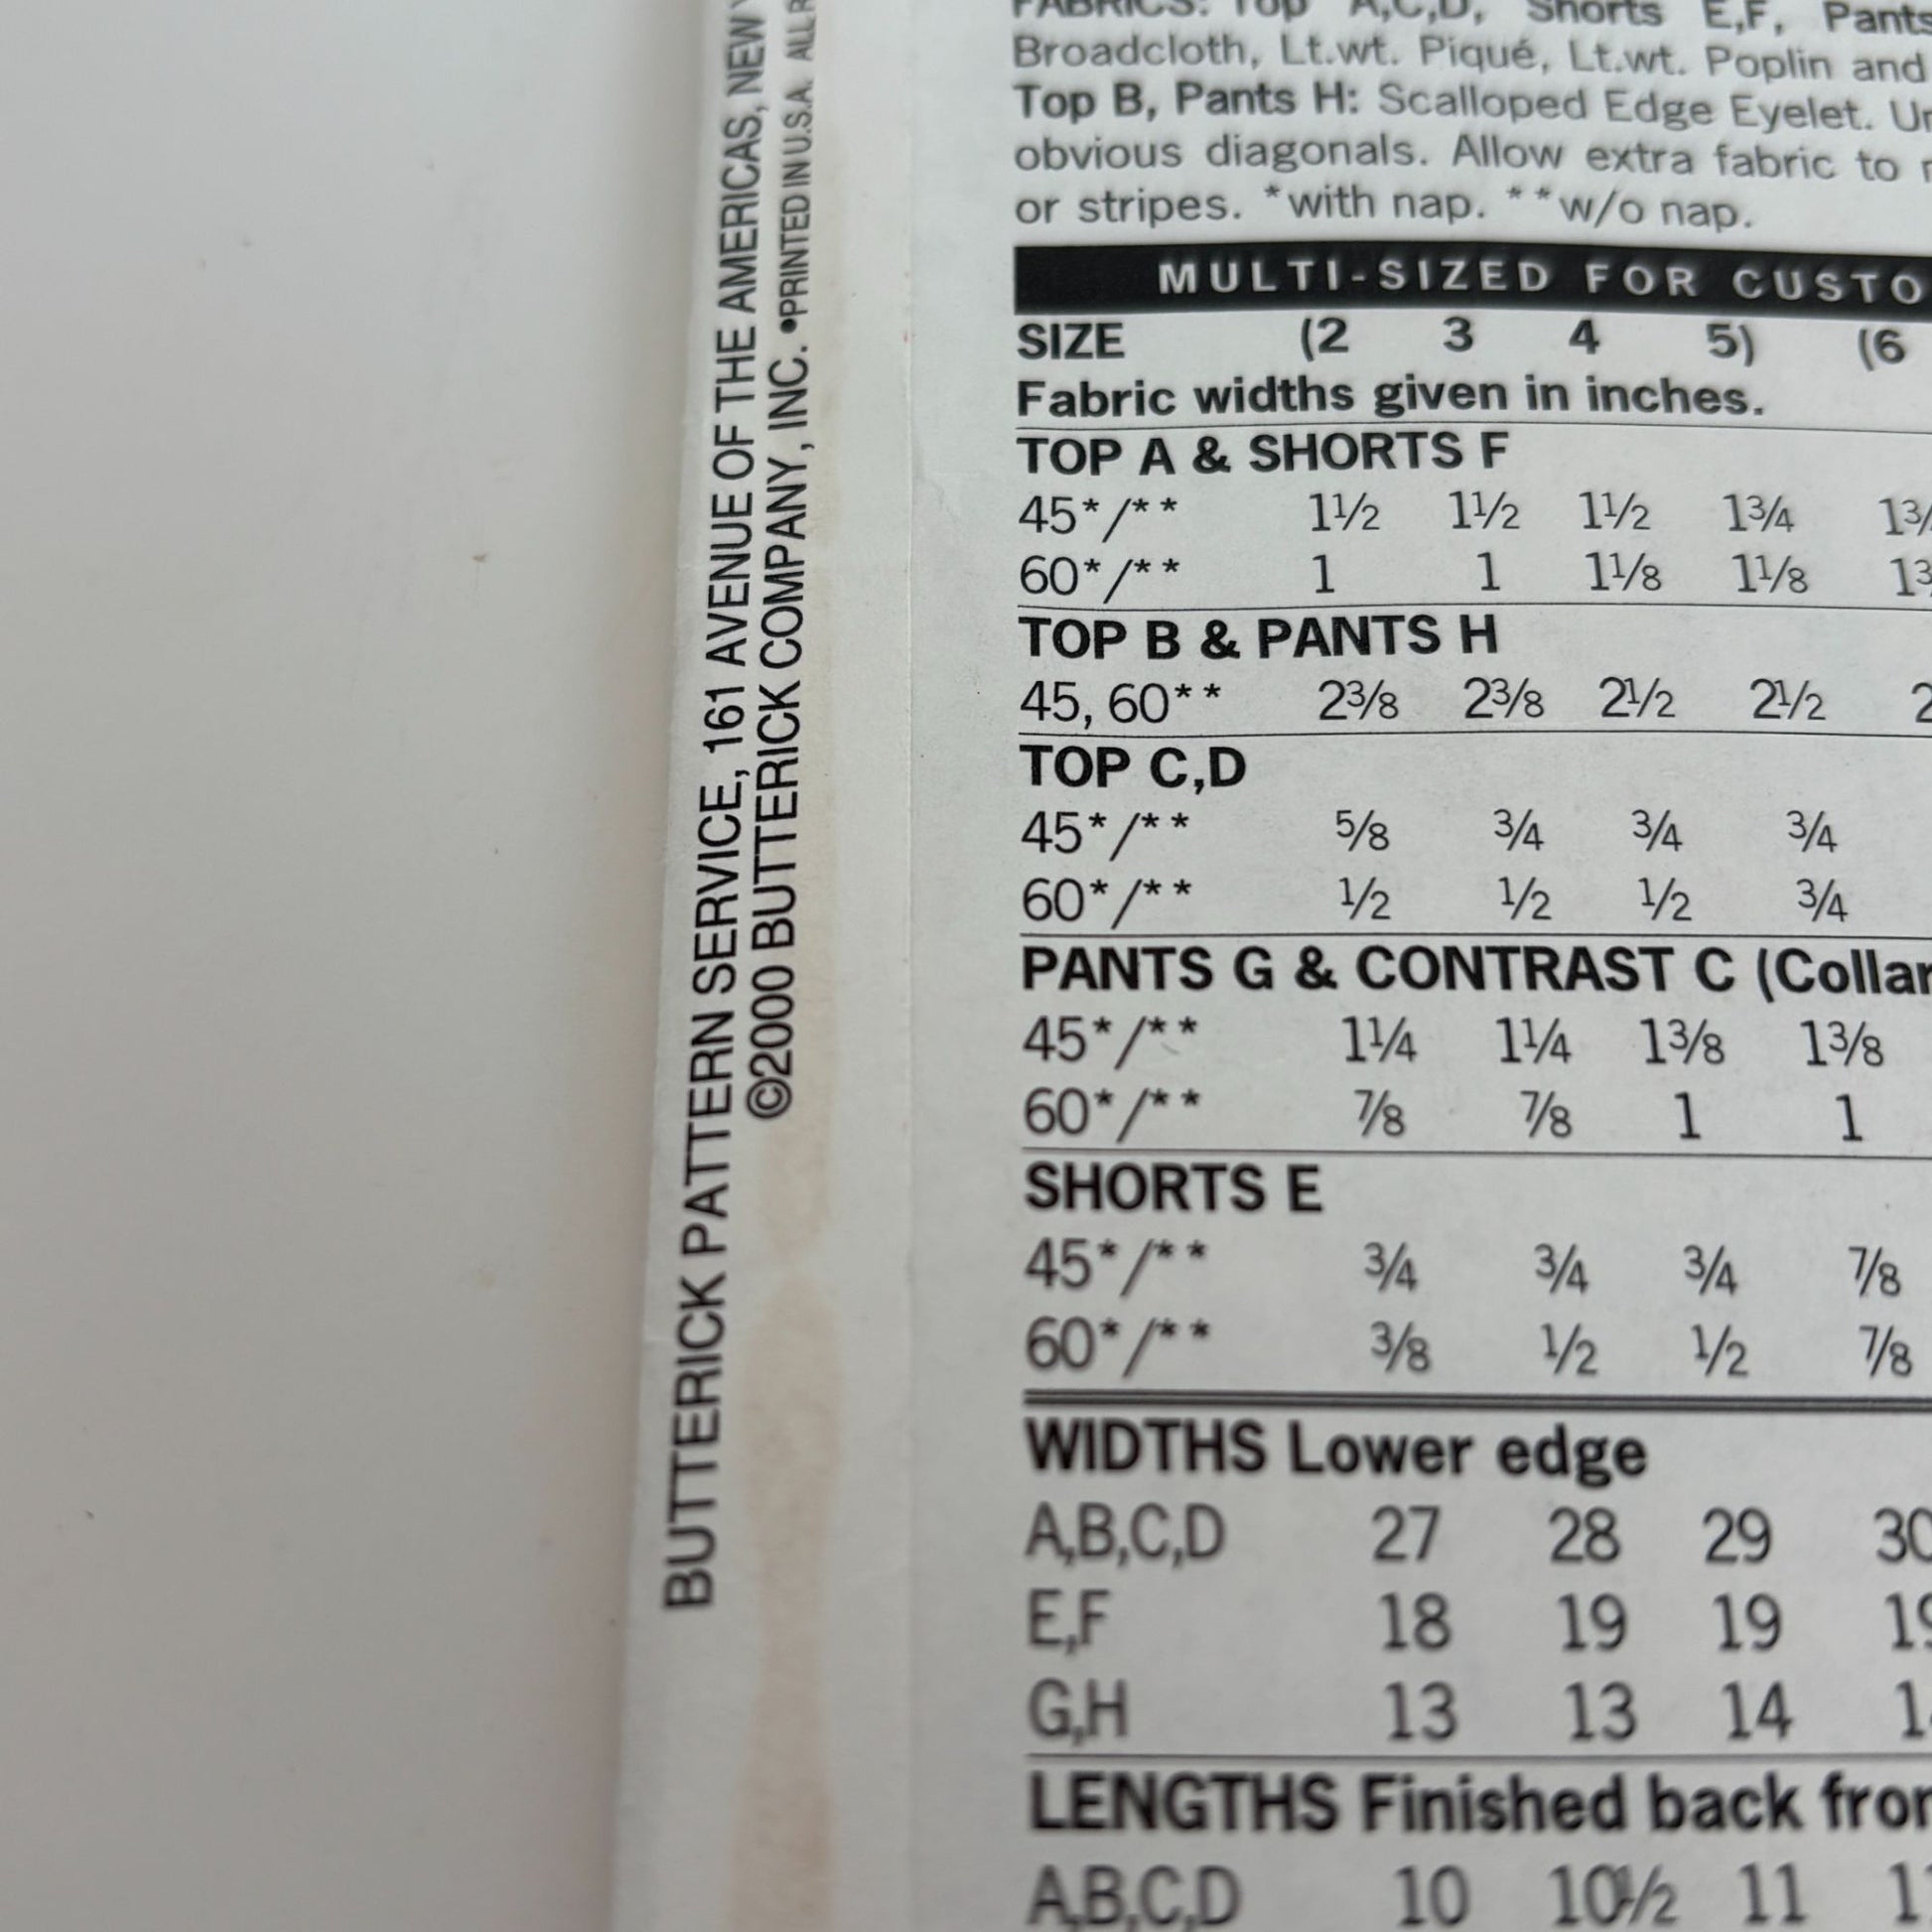 BUTTERICK PATTERN SERVICE, 161 AVENUE OF THE AMERICAS, NEW
©2000 BUTTERICK COMPANY, INC. •PRINTED IN U.S.A. ALL
FABRICS: Top A,C,D, Shorts E,F, Pants
Broadcloth, Lt.wt. Piqué, Lt.wt. Poplin and
Top B, Pants H: Scalloped Edge Eyelet.
obvious diagonals. Allow extra fabric to
or stripes. *with nap. **w/o nap.
MULTI-SIZED FOR
SIZE (2 3 4 5) (6
Fabric widths given in inches.
TOP A & SHORTS F
45*/** 1½ 1½ 1½ 1¾
60*/** 1 1 1⅛ 1⅛
TOP B & PANTS H
45, 60** 2⅜ 2⅜ 2½ 2½
TOP C,D
45*/** ⅝ ¾ ¾ ¾
60*/** ½ ½ ½ ¾
PANTS G & CONTRAST C (Collar
45*/** 1¼ 1¼ 1⅜ 1⅜
60*/** ⅞ ⅞ 1 1
SHORTS E
45*/** ¾ ¾ ¾ ⅞
60*/** ⅜ ½ ½ ⅞
WIDTHS Lower edge
A,B,C,D 27 28 29 30
E,F 18 19 19
G,H 13 13 14
LENGTHS Finished back from
A,B,C,D 10 10½ 11